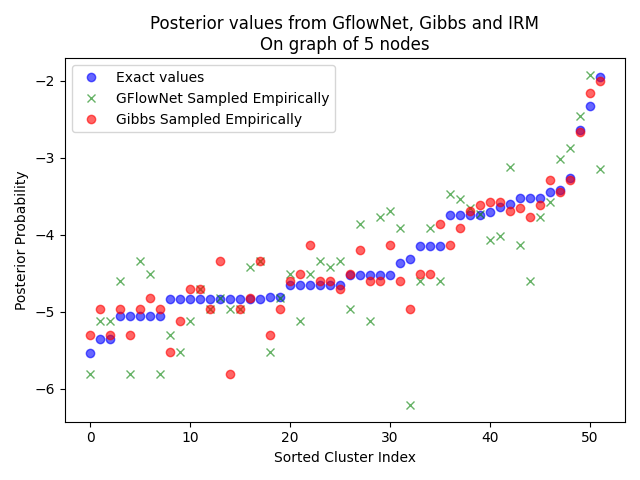 Posterior values from GflowNet, Gibbs and IRM
On graph of 5 nodes
Exact values
GFlowNet Sampled Empirically
Gibbs Sampled Empirically
Posterior Probability
−2
−3
−4
−5
−6
0
10
20
30
40
50
Sorted Cluster Index